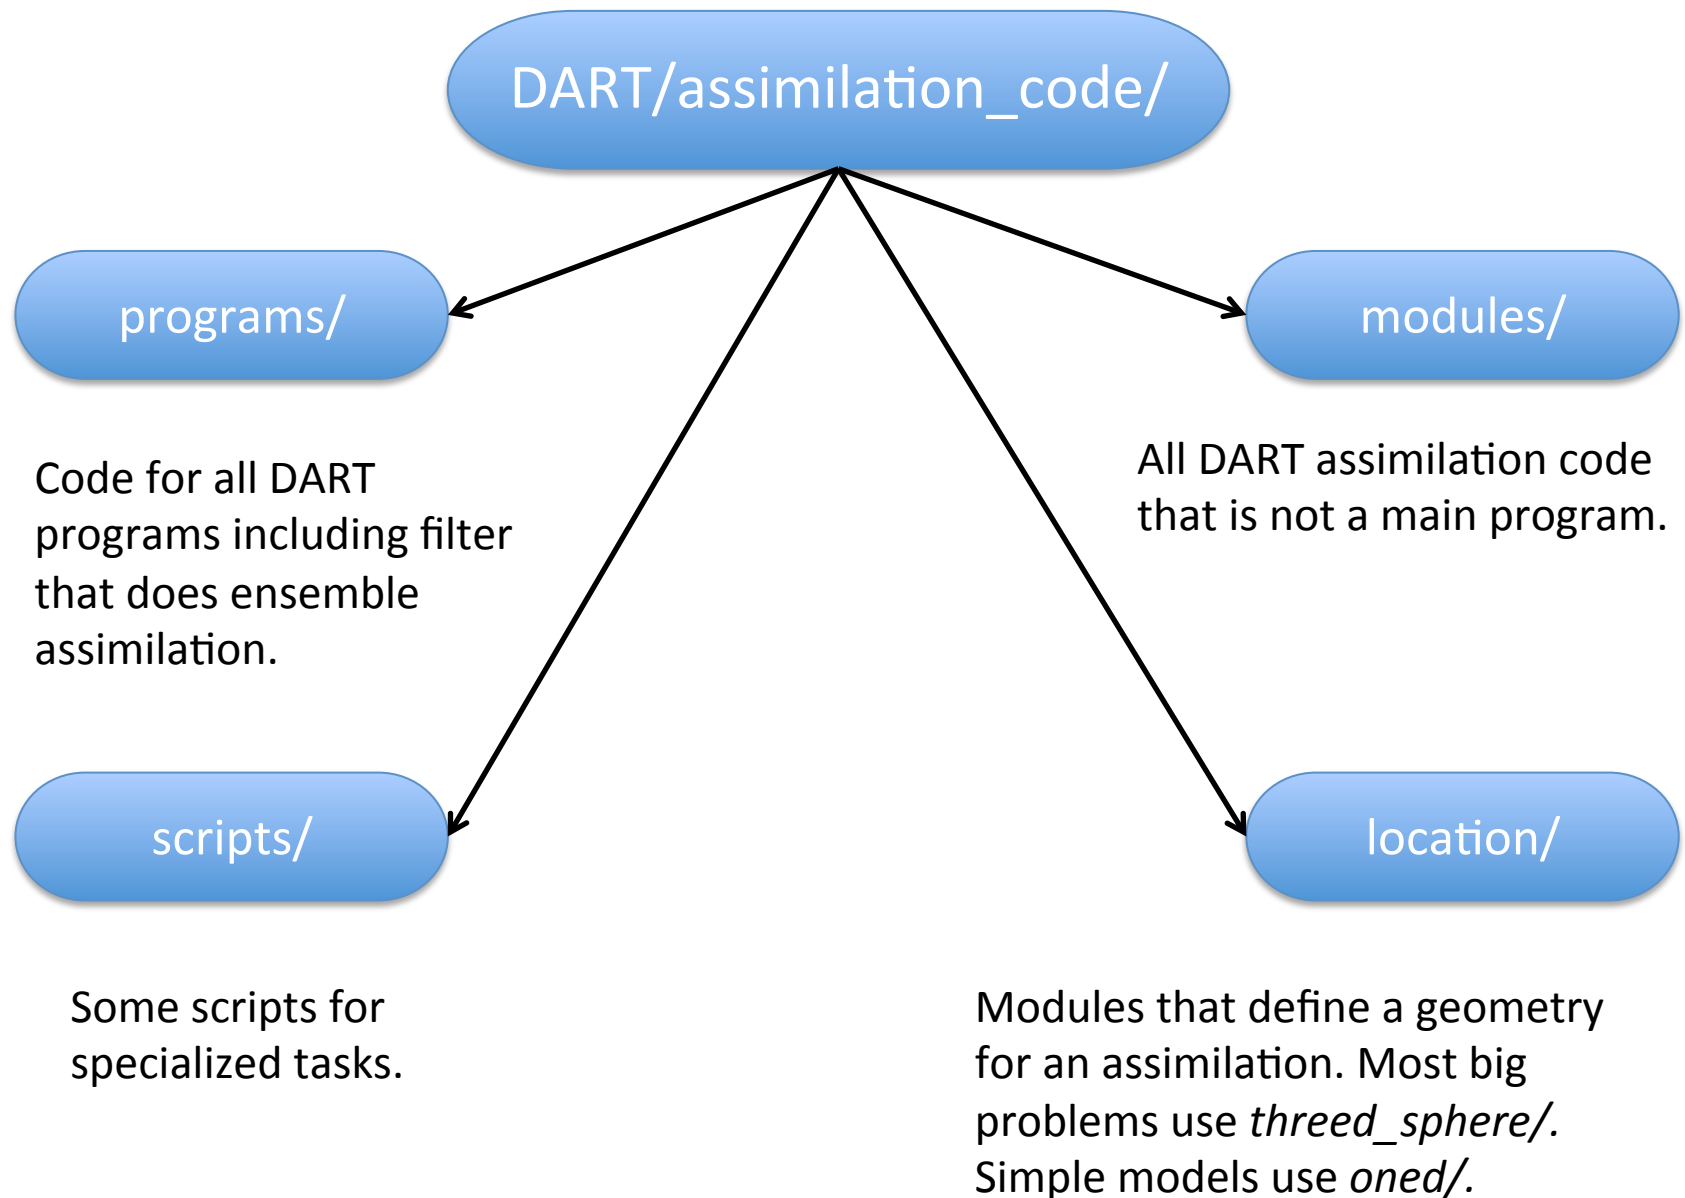 DART/assimilation_code/
programs/
modules/
Code for all DART
programs including filter
that does ensemble
assimilation.
All DART assimilation code
that is not a main program.
scripts/
location/
Some scripts for
specialized tasks.
Modules that define a geometry
for an assimilation. Most big
problems use threed_sphere/.
Simple models use oned/.